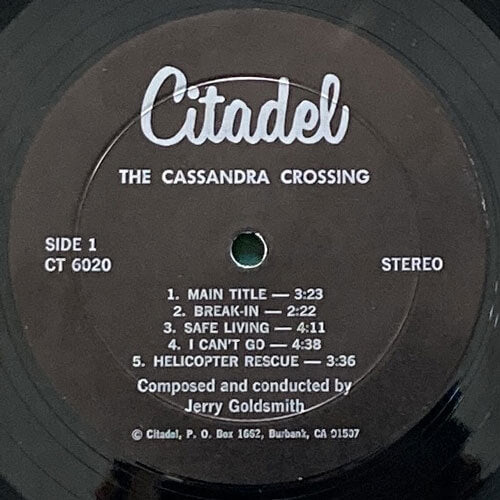 Citadel
THE CASSANDRA CROSSING
SIDE 1
CT 6020
STEREO
1. MAIN TITLE — 3:23
2. BREAK-IN — 2:22
3. SAFE LIVING — 4:11
4. I CAN'T GO — 4:38
5. HELICOPTER RESCUE — 3:36
Composed and conducted by
Jerry Goldsmith
© Citadel, P. O. Box 1662, Burbank, CA 91507